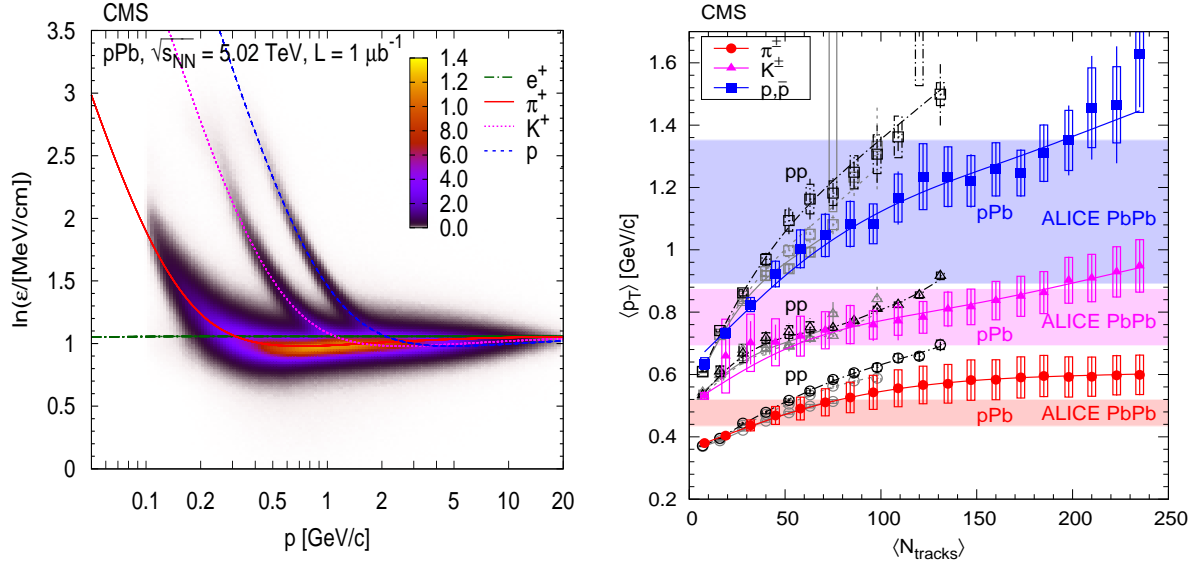 CMS
pPb, √sNN = 5.02 TeV, L = 1 μb⁻¹
ln(ε/[MeV/cm])
3.5
3
2.5
2
1.5
1
0.5
0
0.1
0.2
0.5
1
2
5
10
20
p [GeV/c]
1.4
1.0
8.0
6.0
4.0
2.0
0.0
e⁺
π⁺
K⁺
p
CMS
π±
K±
p,p̄
⟨pT⟩ [GeV/c]
1.6
1.4
1.2
1
0.8
0.6
0.4
0.2
pp
pPb
ALICE PbPb
pp
pPb
ALICE PbPb
pp
pPb
ALICE PbPb
0
50
100
150
200
250
⟨Ntracks⟩